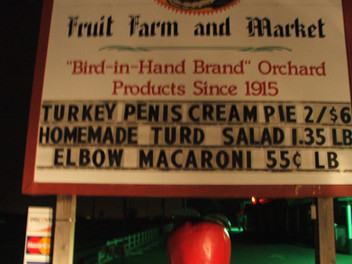 Fruit Farm and Market
"Bird-in-Hand Brand" Orchard
Products Since 1915
TURKEY PENIS CREAM PIE 2/$6
HOMEMADE TURD SALAD 1.35 LB
ELBOW MACARONI 55¢ LB